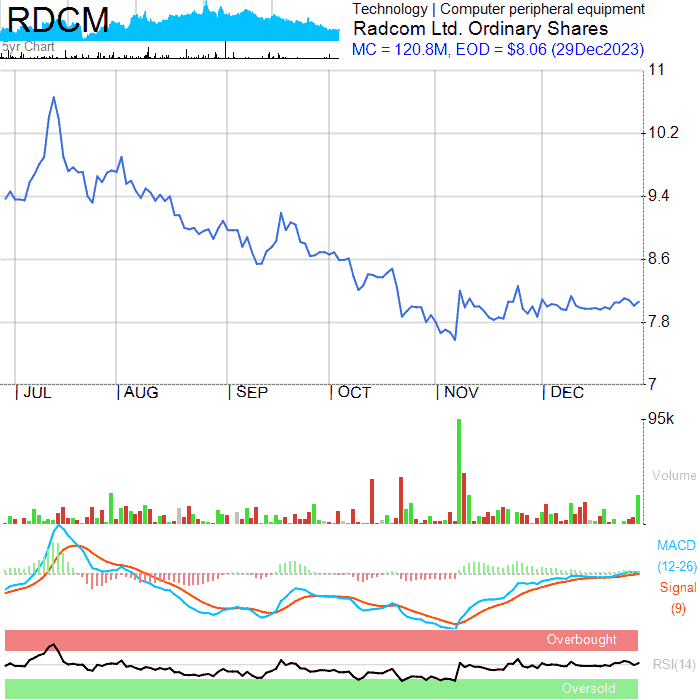 RDCM
5yr Chart
Technology | Computer peripheral equipment
Radcom Ltd. Ordinary Shares
MC = 120.8M, EOD = $8.06 (29Dec2023)
11
10.2
9.4
8.6
7.8
7
| JUL | AUG | SEP | OCT | NOV | DEC
95k
Volume
MACD
(12-26)
Signal
(9)
Overbought
RSI(14)
Oversold